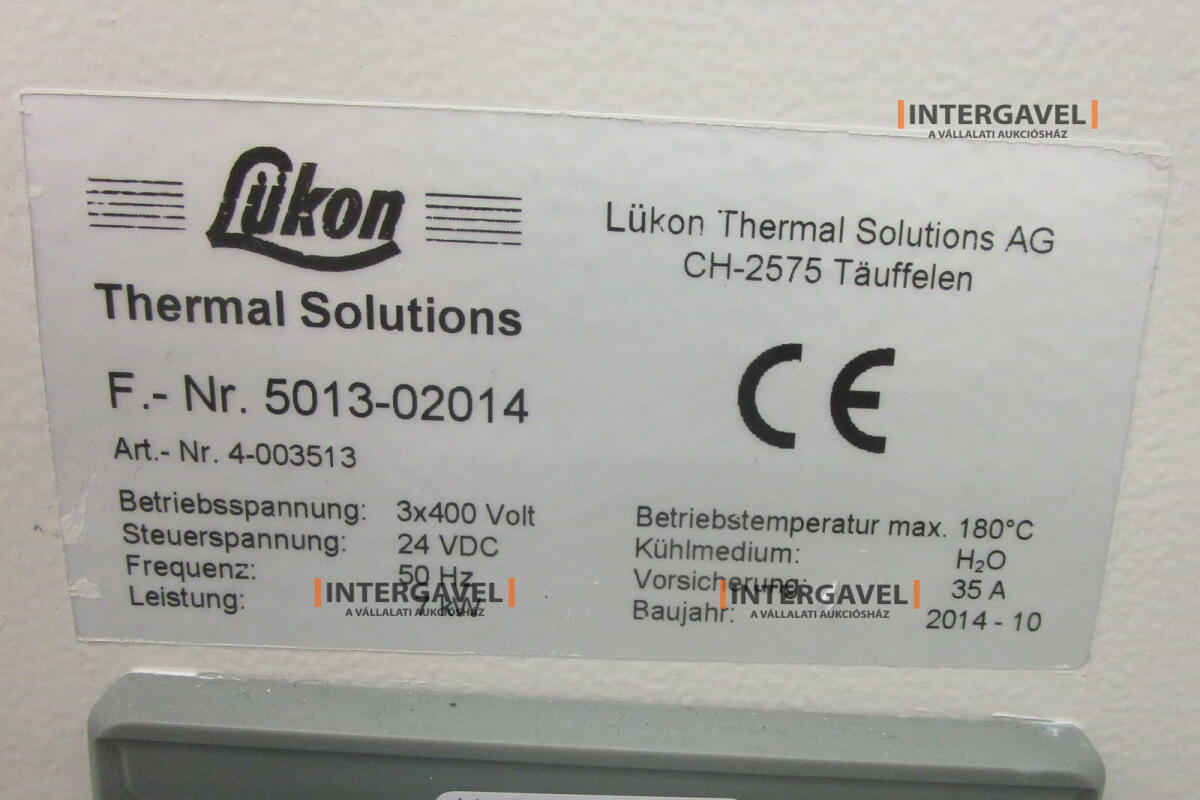 INTERGAVEL
A VÁLLALATI AUKCIÓSHÁZ
Lükon
Thermal Solutions
Lükon Thermal Solutions AG
CH-2575 Täuffelen
CE
F.- Nr. 5013-02014
Art.- Nr. 4-003513
Betriebsspannung: 3x400 Volt
Steuerspannung: 24 VDC
Frequenz: 50 Hz
Leistung: 7 kW
Betriebstemperatur max. 180°C
Kühlmedium: H₂O
Vorsicherung: 35 A
Baujahr: 2014 - 10
INTERGAVEL
A VÁLLALATI AUKCIÓSHÁZ
INTERGAVEL
A VÁLLALATI AUKCIÓSHÁZ